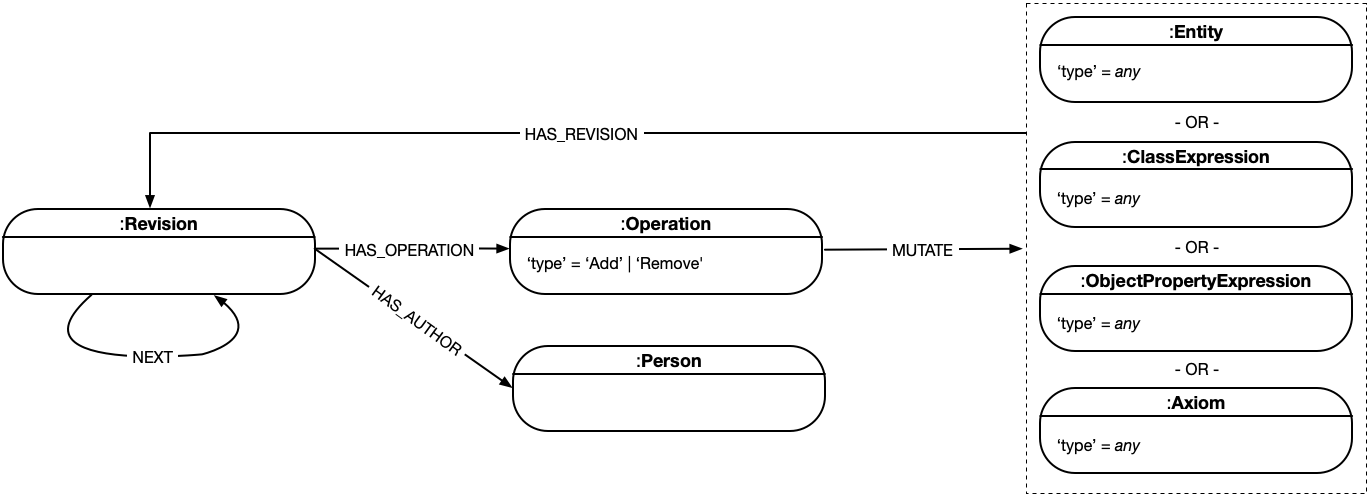 :Entity
‘type’ = any
- OR -
HAS_REVISION
:ClassExpression
‘type’ = any
:Revision
:Operation
HAS_OPERATION
‘type’ = ‘Add’ | ‘Remove'
MUTATE
- OR -
:ObjectPropertyExpression
‘type’ = any
HAS_AUTHOR
NEXT
:Person
- OR -
:Axiom
‘type’ = any